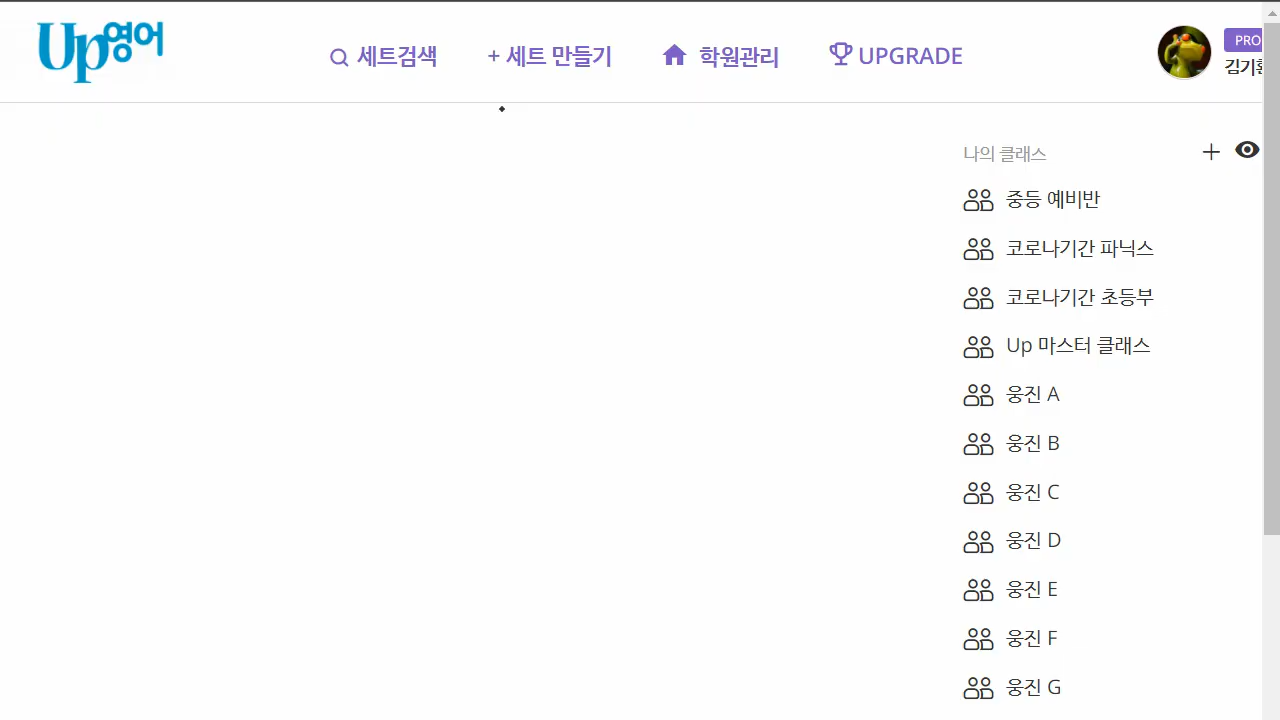 Up영어
세트검색
+ 세트 만들기
학원관리
UPGRADE
PRO
나의 클래스
중등 예비반
코로나기간 파닉스
코로나기간 초등부
Up 마스터 클래스
웅진 A
웅진 B
웅진 C
웅진 D
웅진 E
웅진 F
웅진 G